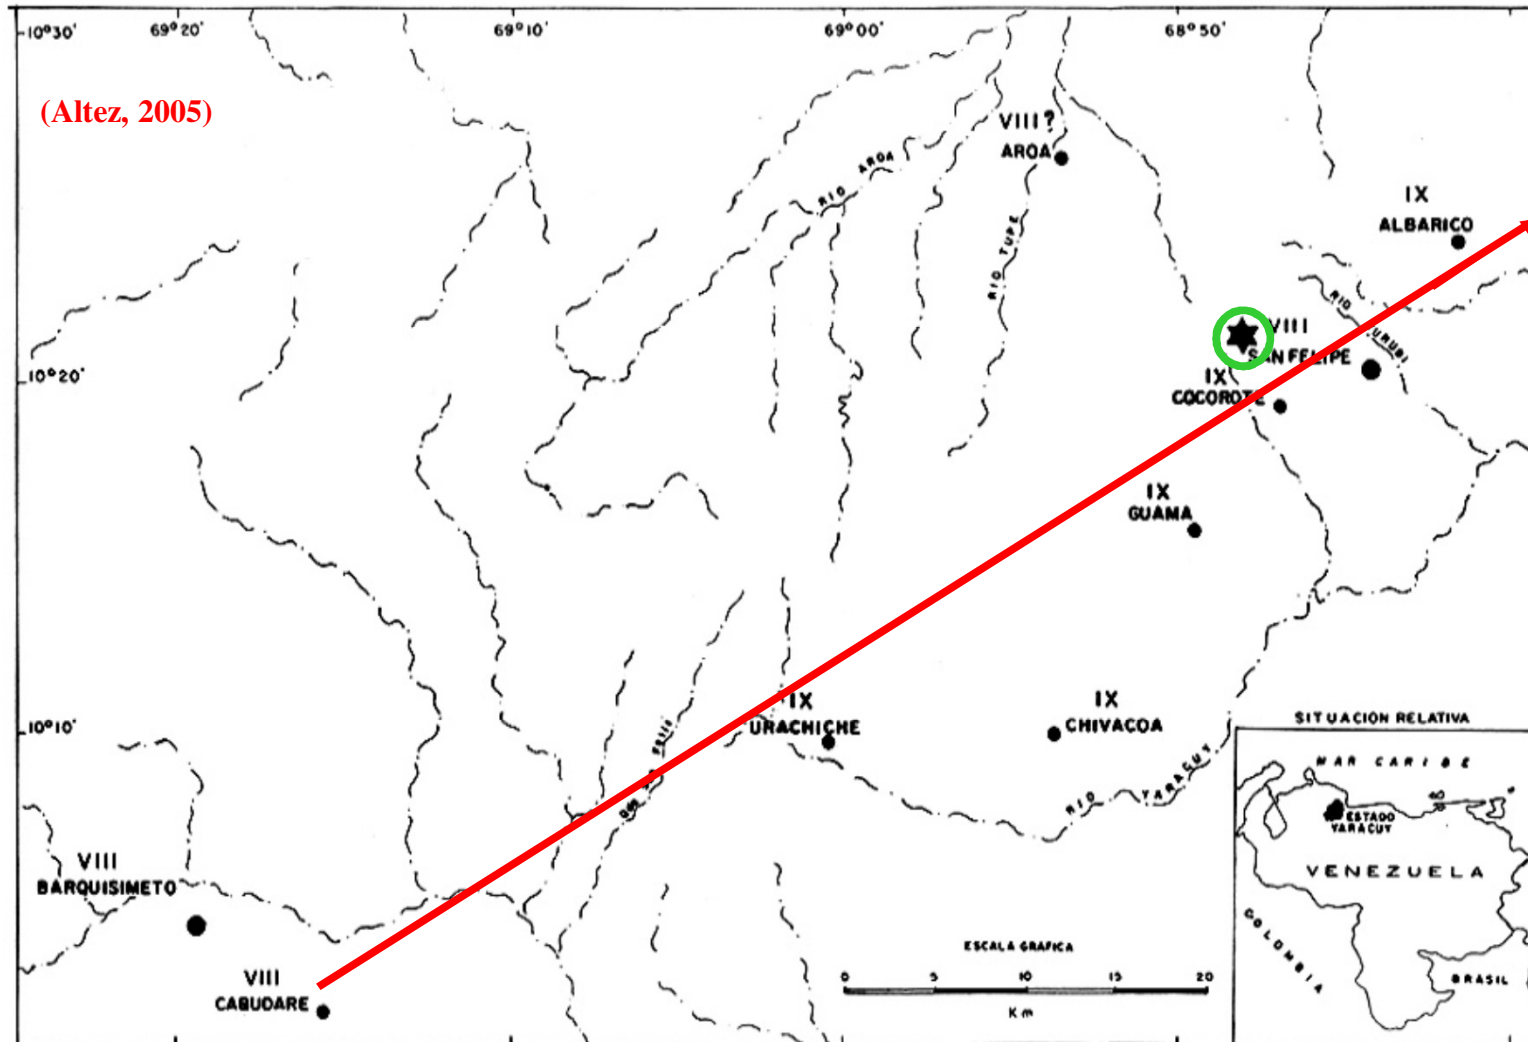 10°30'
69°20'
69°10'
69°00'
68°50'
(Altez, 2005)
VIII?
AROA
RIO AROA
RIO TUPE
IX
ALBARICO
RIO YURUBI
VIII
SAN FELIPE
10°20'
IX
COCOROTE
IX
GUAMA
10°10'
IX
URACHICHE
IX
CHIVACOA
RIO YARACUY
VIII
BARQUISIMETO
VIII
CABUDARE
ESCALA GRAFICA
0 5 10 15 20
Km
SITUACION RELATIVA
MAR CARIBE
ESTADO
YARACUY
VENEZUELA
COLOMBIA
BRASIL